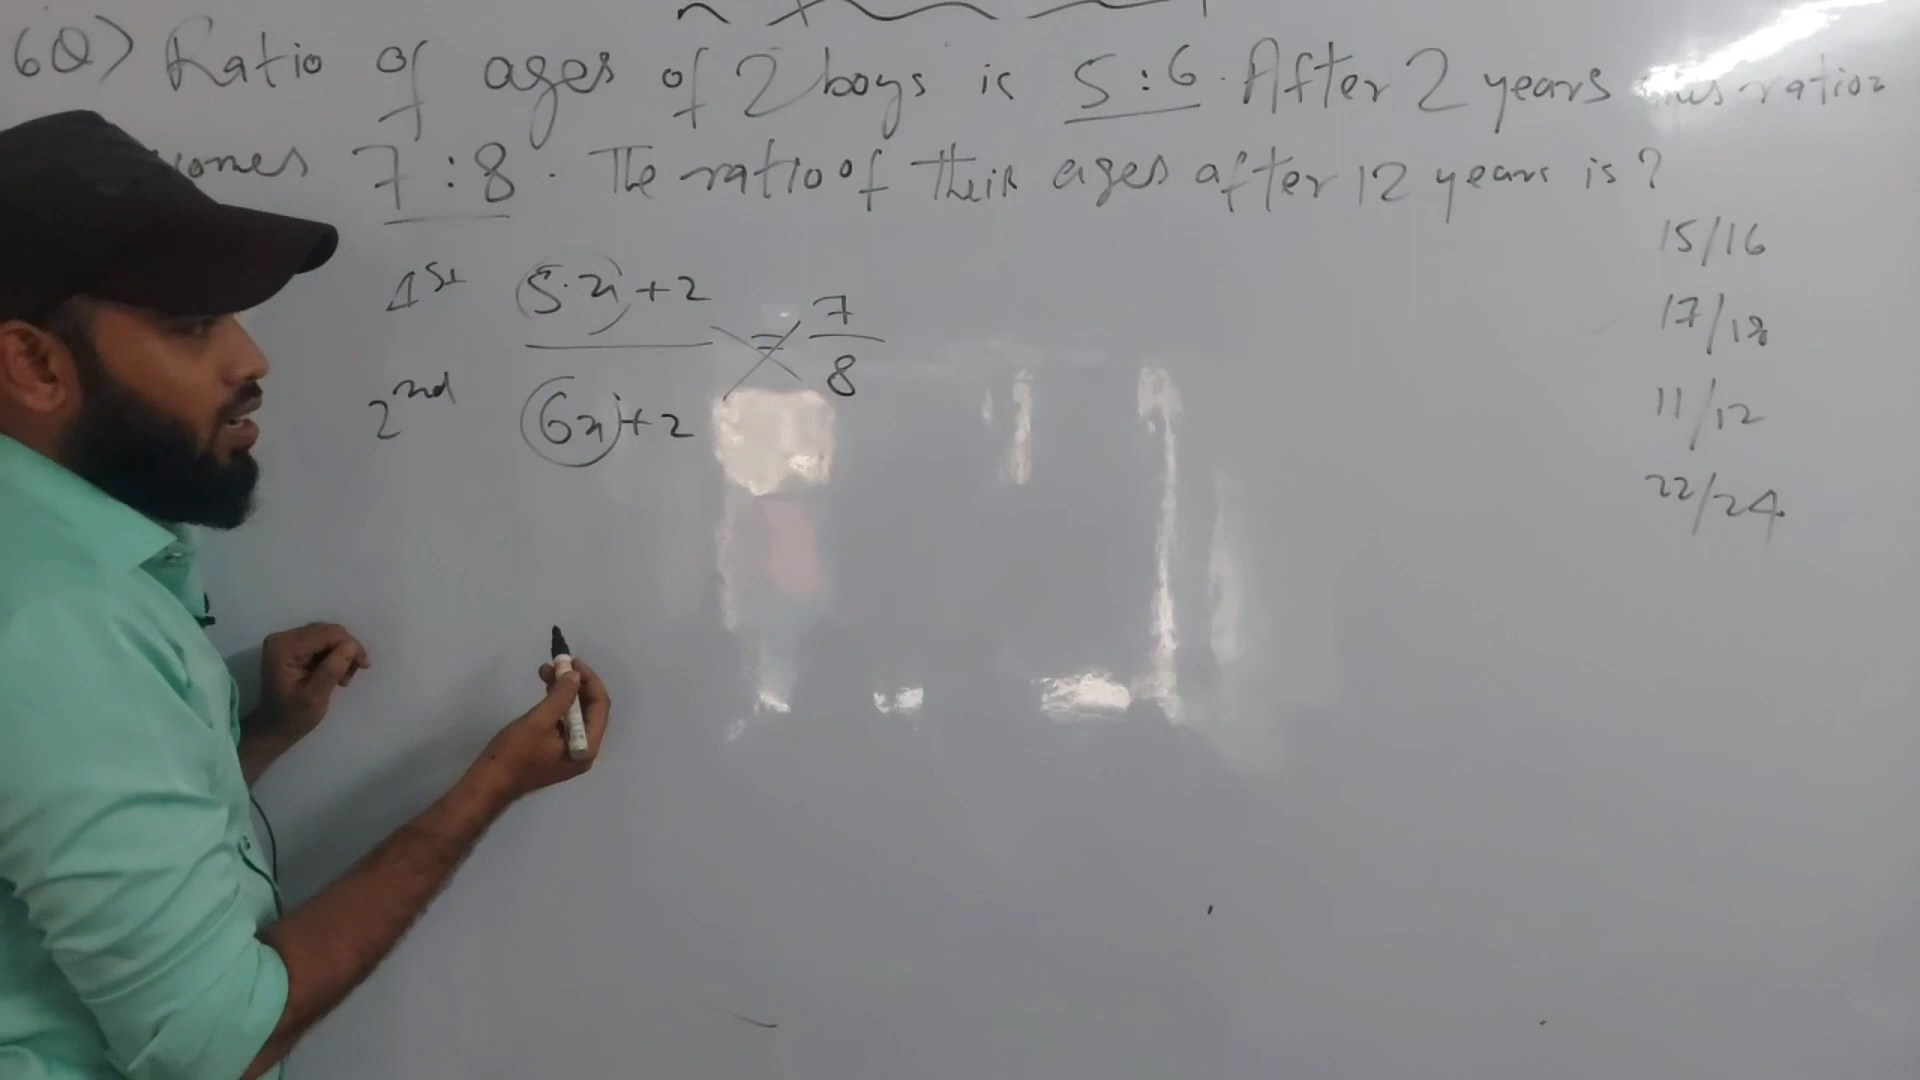 6Q) Ratio of ages of 2 boys is 5:6. After 2 years ratio
7:8. The ratio of their ages after 12 years is?
15/16
1st 5x+2 = 7
17/18
2nd 6x+2 8
11/12
22/24